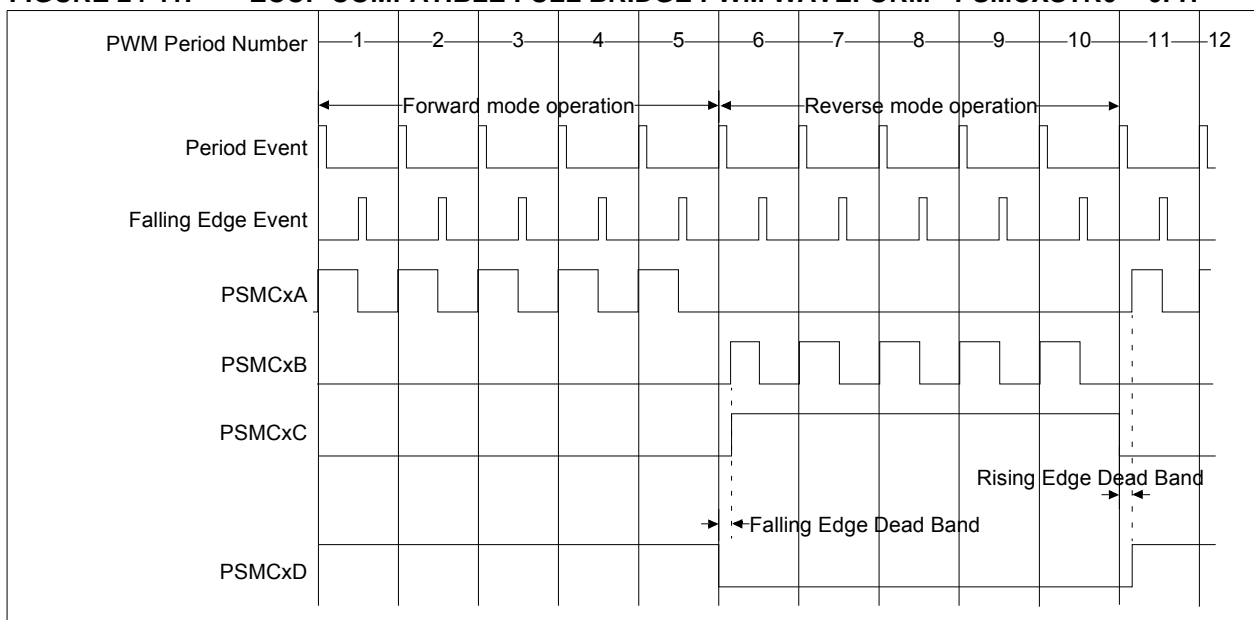 PWM Period Number 1 2 3 4 5 6 7 8 9 10 11 12
Forward mode operation Reverse mode operation
Period Event
Falling Edge Event
PSMCxA
PSMCxB
PSMCxC
Rising Edge Dead Band
Falling Edge Dead Band
PSMCxD